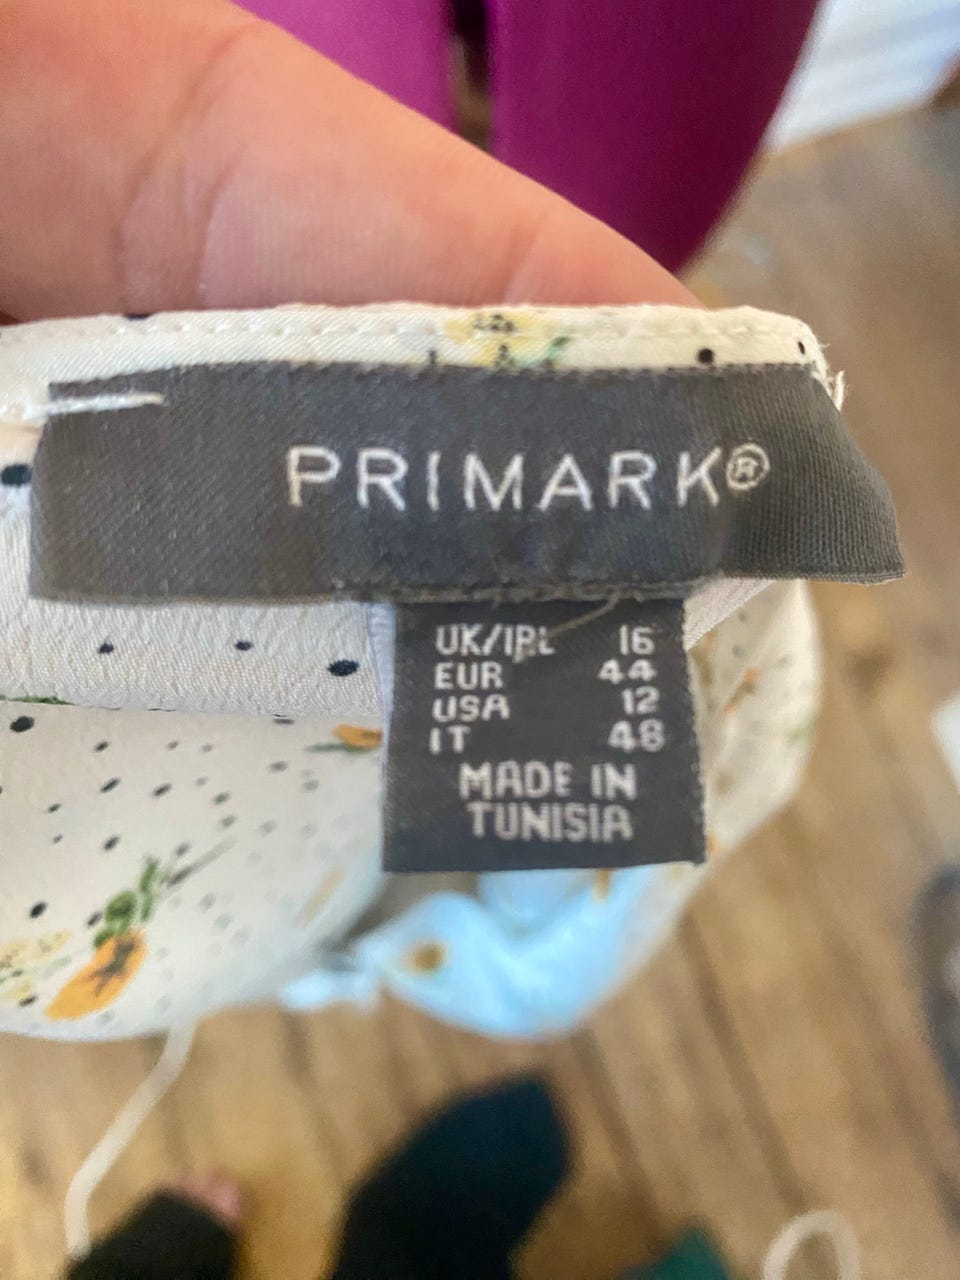 PRIMARK®
UK/IRL 16
EUR 44
USA 12
IT 48
MADE IN
TUNISIA